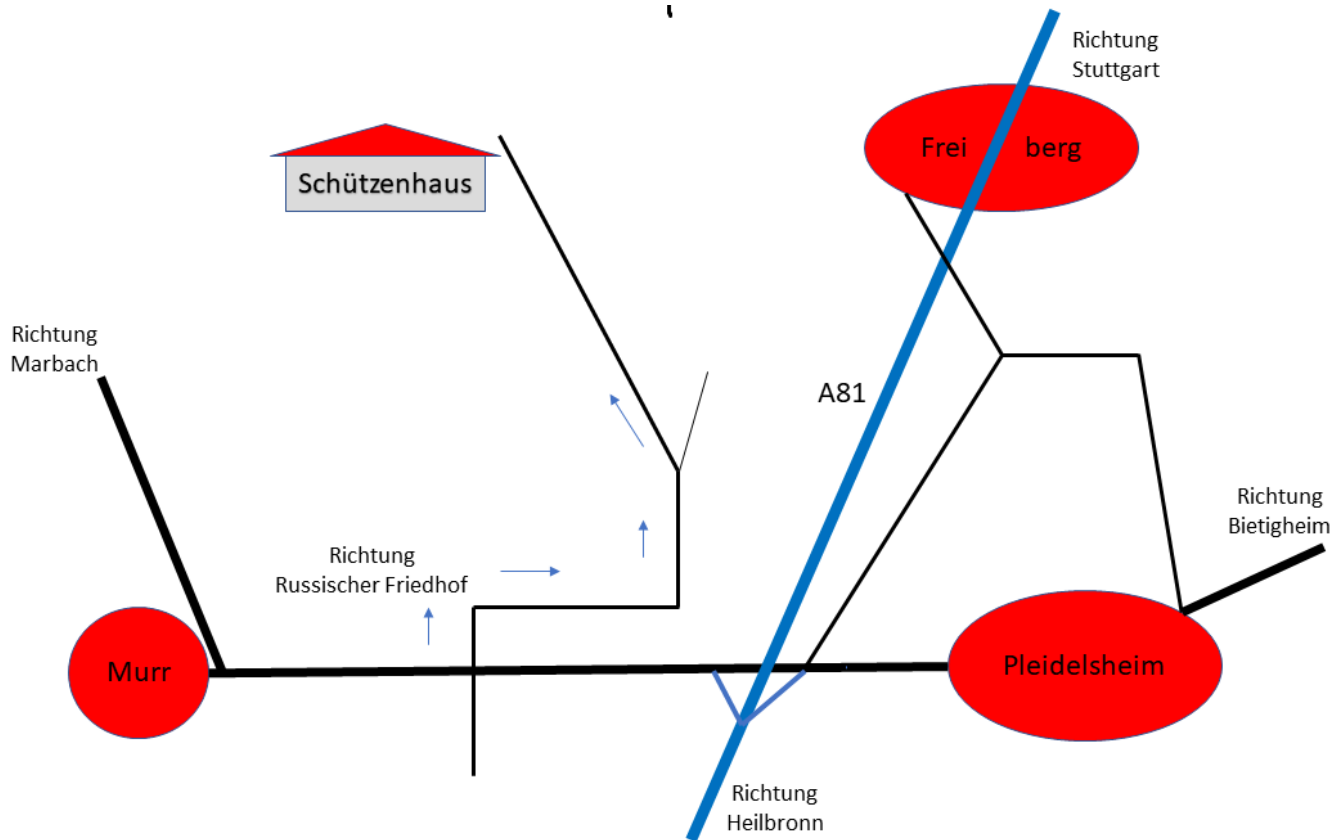 Richtung
Stuttgart
Frei berg
Schützenhaus
Richtung
Marbach
A81
Richtung
Bietigheim
Richtung
Russischer Friedhof
Murr
Pleidelsheim
Richtung
Heilbronn